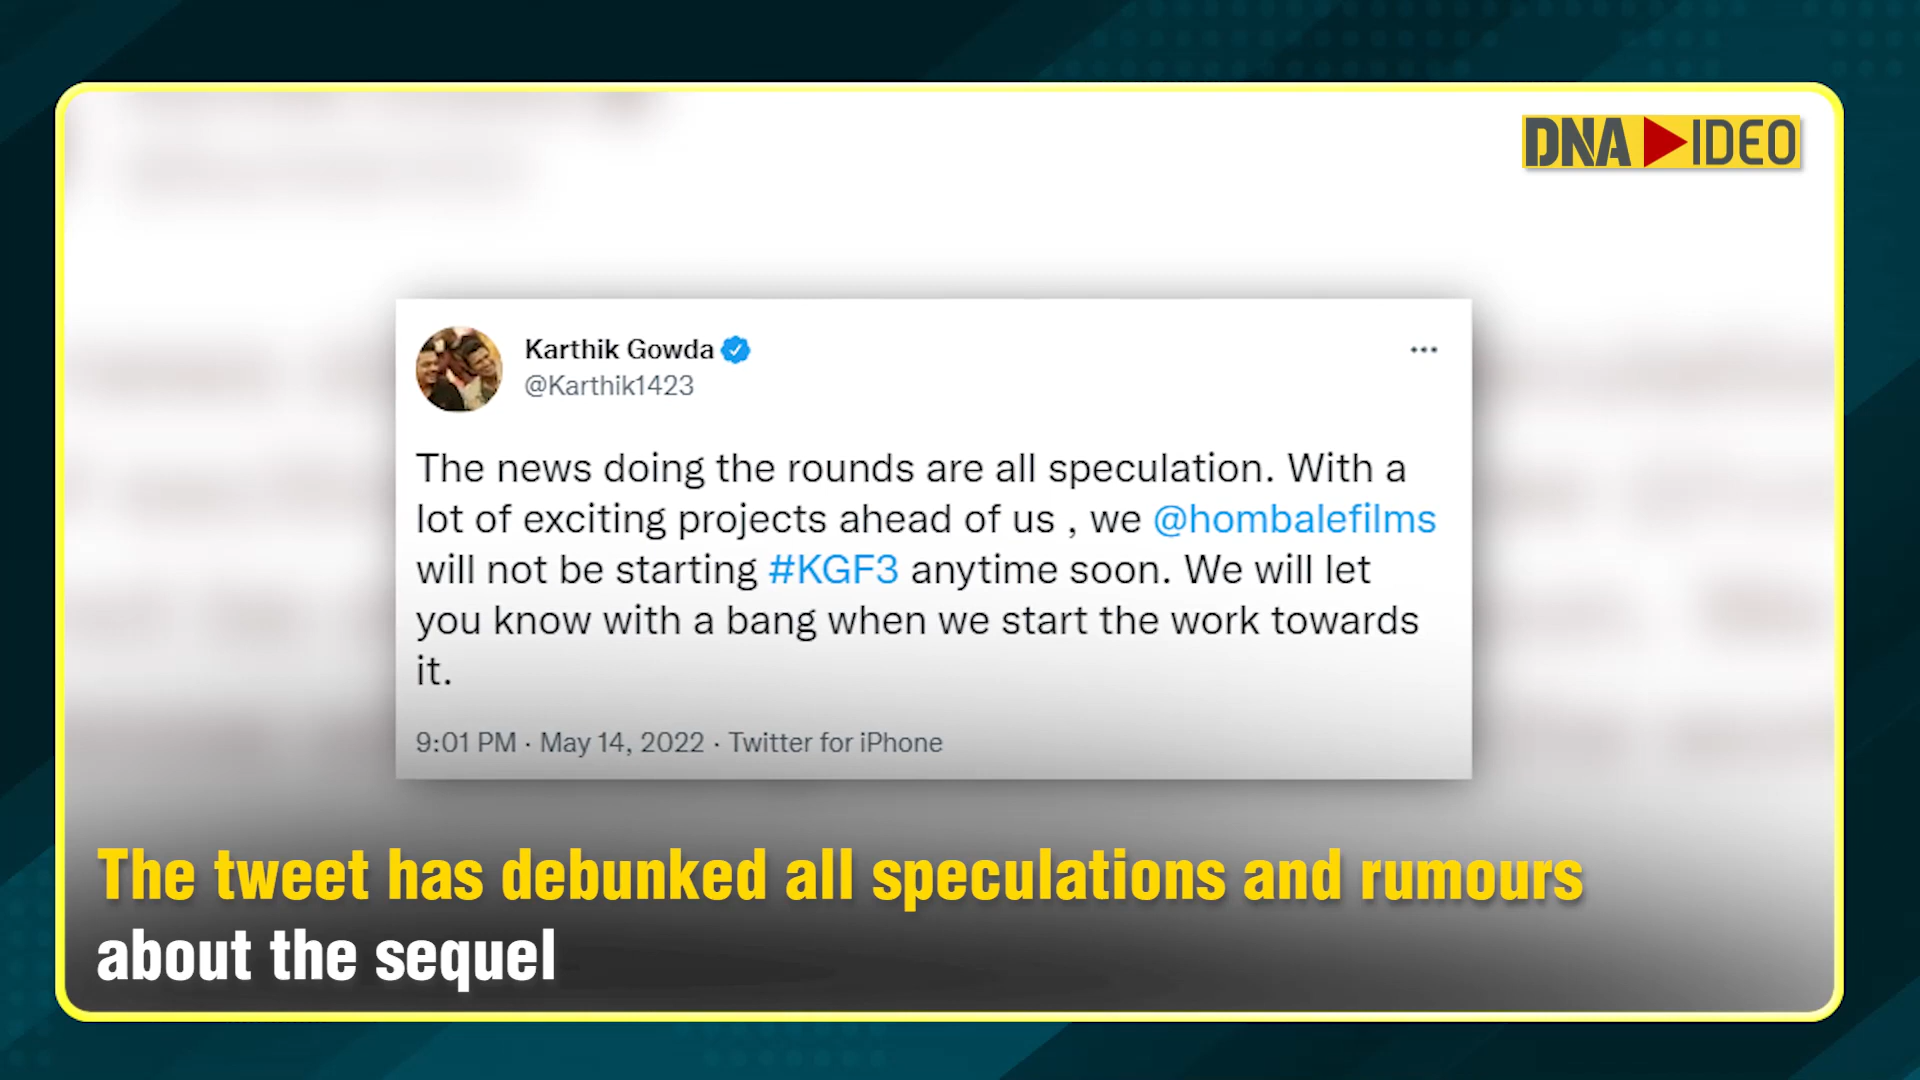 DNA VIDEO
Karthik Gowda
@Karthik1423
The news doing the rounds are all speculation. With a
lot of exciting projects ahead of us , we @hombalefilms
will not be starting #KGF3 anytime soon. We will let
you know with a bang when we start the work towards
it.
9:01 PM · May 14, 2022 · Twitter for iPhone
The tweet has debunked all speculations and rumours
about the sequel